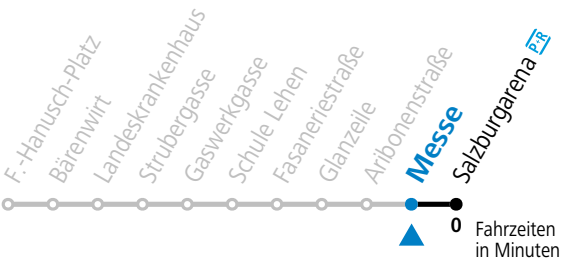 F.-Hanusch-Platz
Bärenwirt
Landeskrankenhaus
Strubergasse
Gaswerkgasse
Schule Lehen
Fasaneriestraße
Glanzeile
Aribonenstraße
Messe
Salzburgarena P+R
0
Fahrzeiten
in Minuten